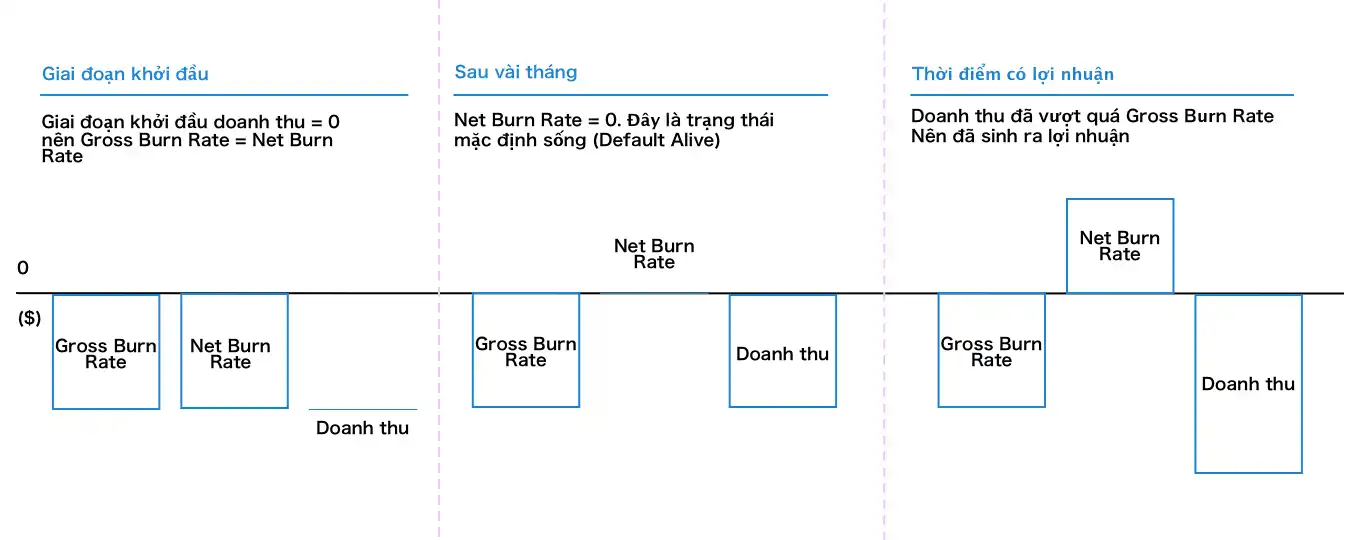 Giai đoạn khởi đầu
Giai đoạn khởi đầu doanh thu = 0
nên Gross Burn Rate = Net Burn
Rate
0
($)
Gross Burn
Rate
Net Burn
Rate
Doanh thu
Sau vài tháng
Net Burn Rate = 0. Đây là trạng thái
mặc định sống (Default Alive)
Net Burn
Rate
Gross Burn
Rate
Doanh thu
Thời điểm có lợi nhuận
Doanh thu đã vượt quá Gross Burn Rate
Nên đã sinh ra lợi nhuận
Net Burn
Rate
Gross Burn
Rate
Doanh thu